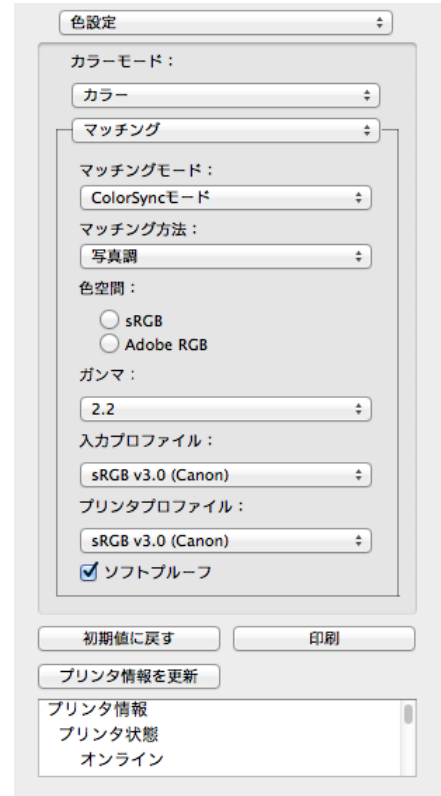 色設定
カラーモード：
カラー
マッチング
マッチングモード：
ColorSyncモード
マッチング方法：
写真調
色空間：
sRGB
Adobe RGB
ガンマ：
2.2
入力プロファイル：
sRGB v3.0 (Canon)
プリンタプロファイル：
sRGB v3.0 (Canon)
ソフトプルーフ
初期値に戻す 印刷
プリンタ情報を更新
プリンタ情報
プリンタ状態
オンライン